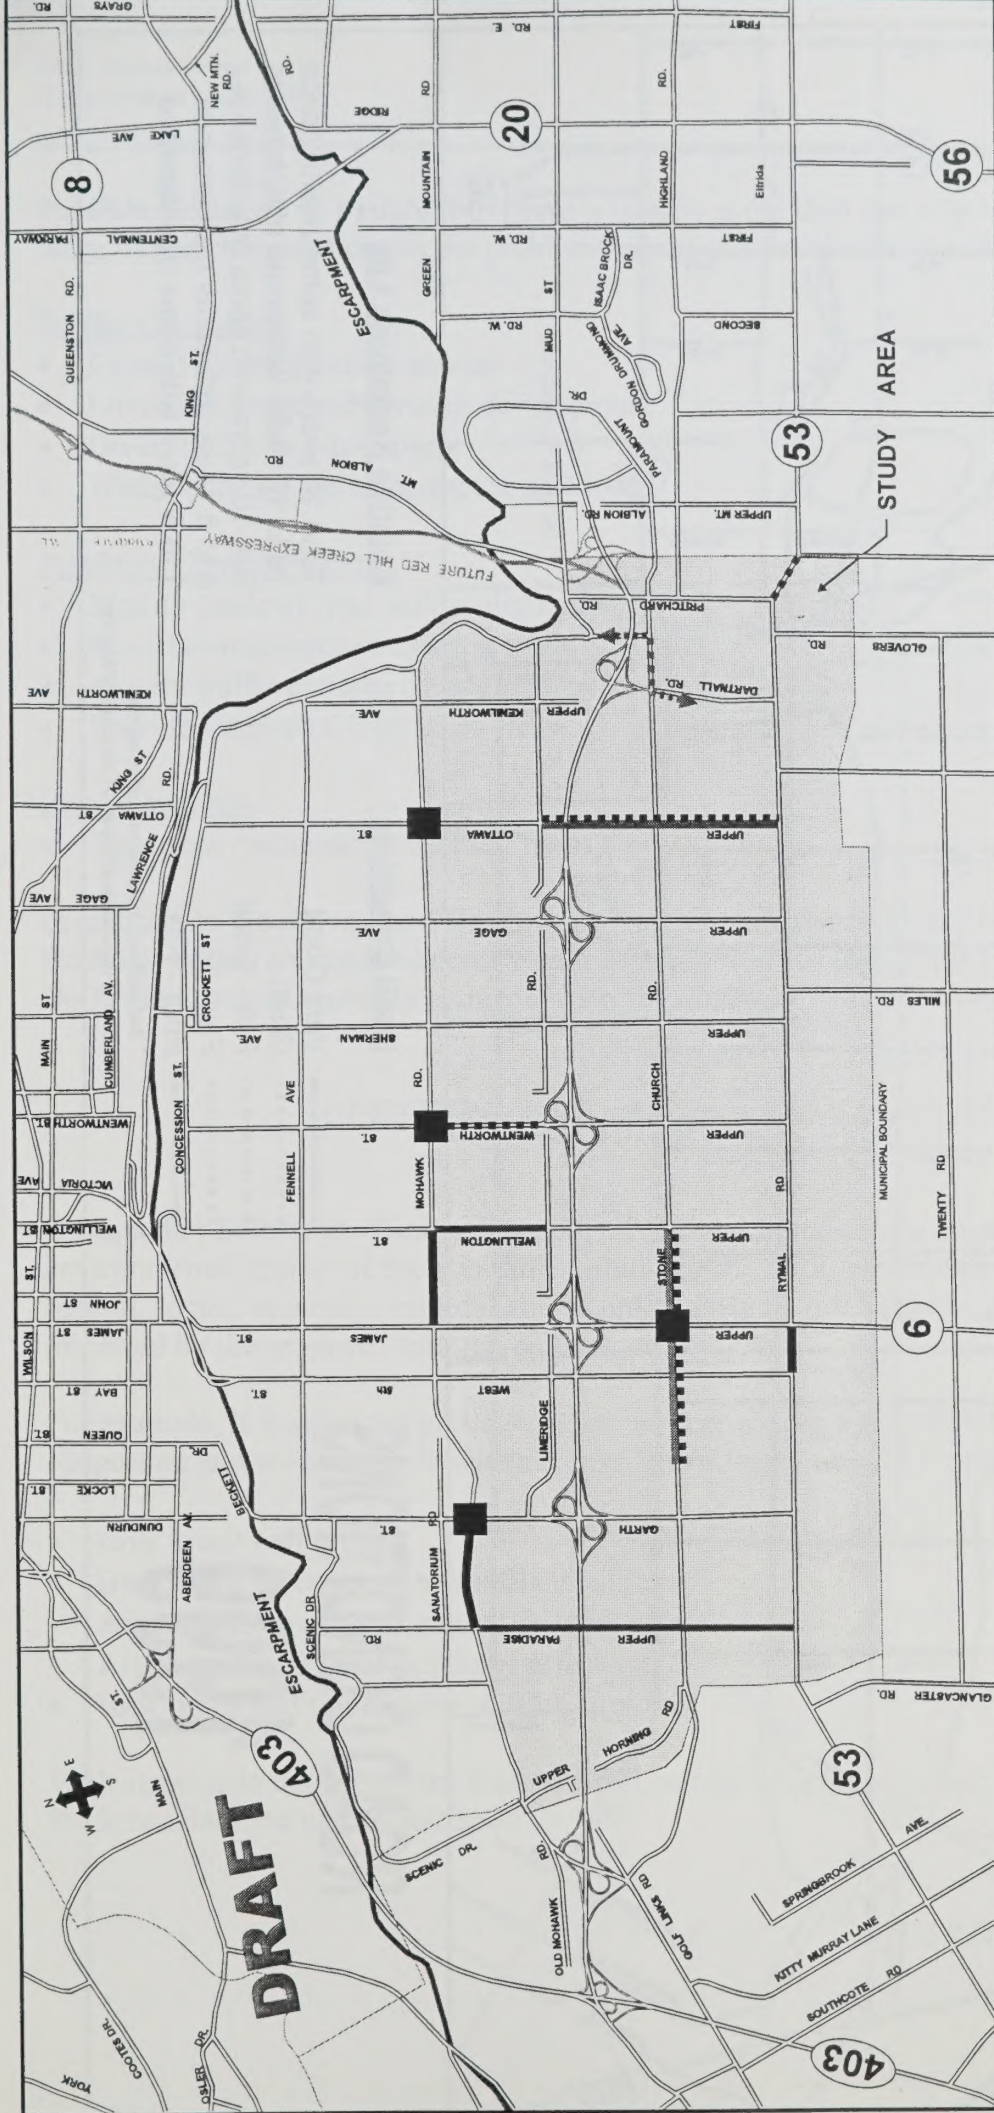 GRAYS
RD.
NEW MTN.
RD.
LAKE AVE
8
QUEENSTON RD.
CENTENNIAL
PARKWAY
KING ST.
ESCARPMENT
RD.
RIDGE
MOUNTAIN RD
GREEN
20
FIRST
RD. E.
HIGHLAND RD.
Elfrida
56
FIRST
RD. W.
ISAAC BROCK
DR.
MUD ST
SECOND
RD. W.
GORDON DRUMMOND
AVE.
PARAMOUNT
DR.
53
STUDY AREA
MT. ALBION RD.
UPPER MT.
ALBION RD.
FUTURE RED HILL CREEK EXPRESSWAY
PRITCHARD RD.
GLOVERS RD.
DARTNALL RD.
KENILWORTH AVE
UPPER KENILWORTH AVE
KING ST
OTTAWA ST
LAWRENCE RD.
UPPER OTTAWA ST.
GAGE AVE
UPPER GAGE AVE.
CROCKETT ST
MAIN ST
CUMBERLAND AV.
UPPER SHERMAN AVE.
CONCESSION ST.
FENNELL AVE
MOHAWK RD.
RD.
CHURCH RD.
MILES RD.
MUNICIPAL BOUNDARY
TWENTY RD
WENTWORTH ST.
UPPER WENTWORTH ST.
VICTORIA AVE
WELLINGTON ST
UPPER WELLINGTON ST.
STONE
RYMAL RD
JOHN ST
JAMES ST
UPPER JAMES ST.
6
WILSON ST.
BAY ST
WEST 5th ST.
LIMERIDGE
QUEEN ST.
BECKETT DR.
LOCKE ST.
DUNDURN
ABERDEEN AV.
GARTH ST.
SANATORIUM RD
ESCARPMENT
SCENIC DR
UPPER PARADISE RD.
GLANCASTER RD.
MAIN ST.
403
UPPER HORNING RD
53
N
E
S
W
DRAFT
SCENIC DR.
OLD MOHAWK RD.
GOLF LINKS RD
SPRINGBROOK AVE.
KITTY MURRAY LANE
SOUTHCOTE RD
403
COOTES DR.
YORK
OSLER DR.